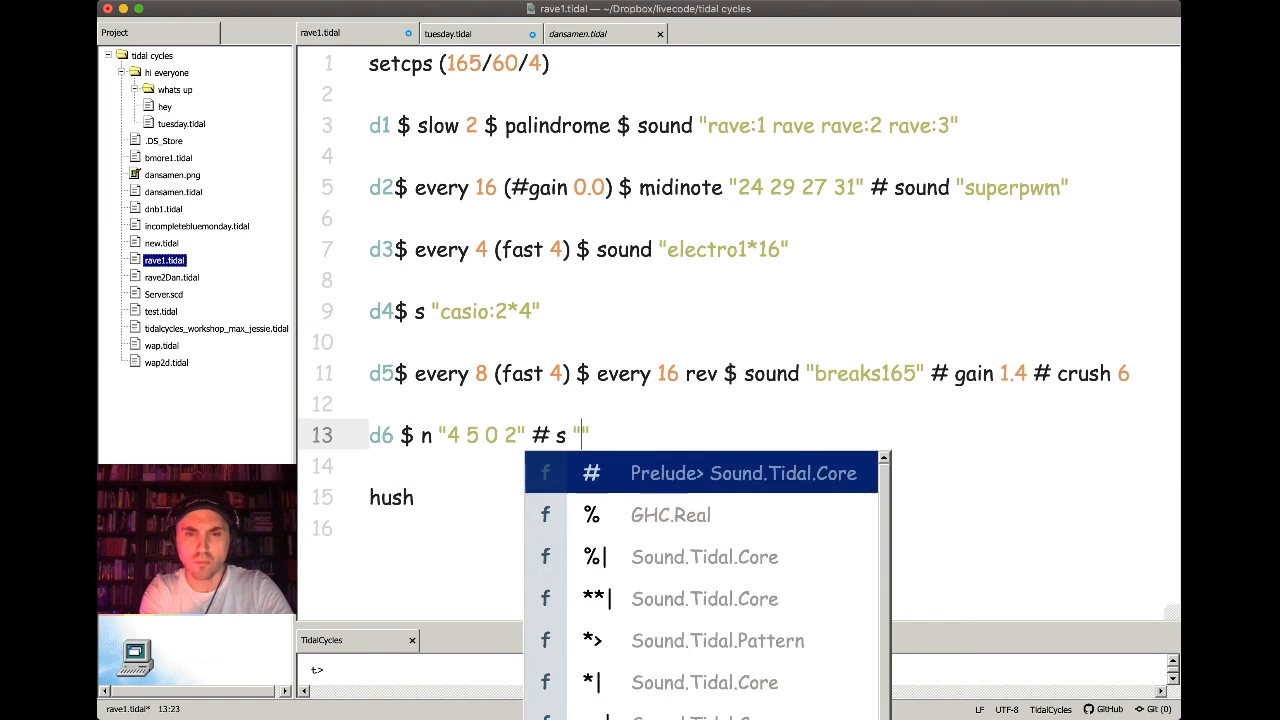 rave1.tidal — ~/Dropbox/livecode/tidal cycles
Project
rave1.tidal
tuesday.tidal
dansamen.tidal
tidal cycles
hi everyone
whats up
hey
tuesday.tidal
.DS_Store
bmore1.tidal
dansamen.png
dansamen.tidal
dnb1.tidal
incompletebluemonday.tidal
new.tidal
rave1.tidal
rave2Dan.tidal
Server.scd
test.tidal
tidalcycles_workshop_max_jessie.tidal
wap.tidal
wap2d.tidal
1 setcps (165/60/4)
2
3 d1 $ slow 2 $ palindrome $ sound "rave:1 rave rave:2 rave:3"
4
5 d2$ every 16 (#gain 0.0) $ midinote "24 29 27 31" # sound "superpwm"
6
7 d3$ every 4 (fast 4) $ sound "electro1*16"
8
9 d4$ s "casio:2*4"
10
11 d5$ every 8 (fast 4) $ every 16 rev $ sound "breaks165" # gain 1.4 # crush 6
12
13 d6 $ n "4 5 0 2" # s ""
14
15 hush
16
f # Prelude> Sound.Tidal.Core
f % GHC.Real
f %| Sound.Tidal.Core
f **| Sound.Tidal.Core
f *> Sound.Tidal.Pattern
f *| Sound.Tidal.Core
TidalCycles
t>
rave1.tidal* 13:23
LF UTF-8 TidalCycles GitHub Git (0)